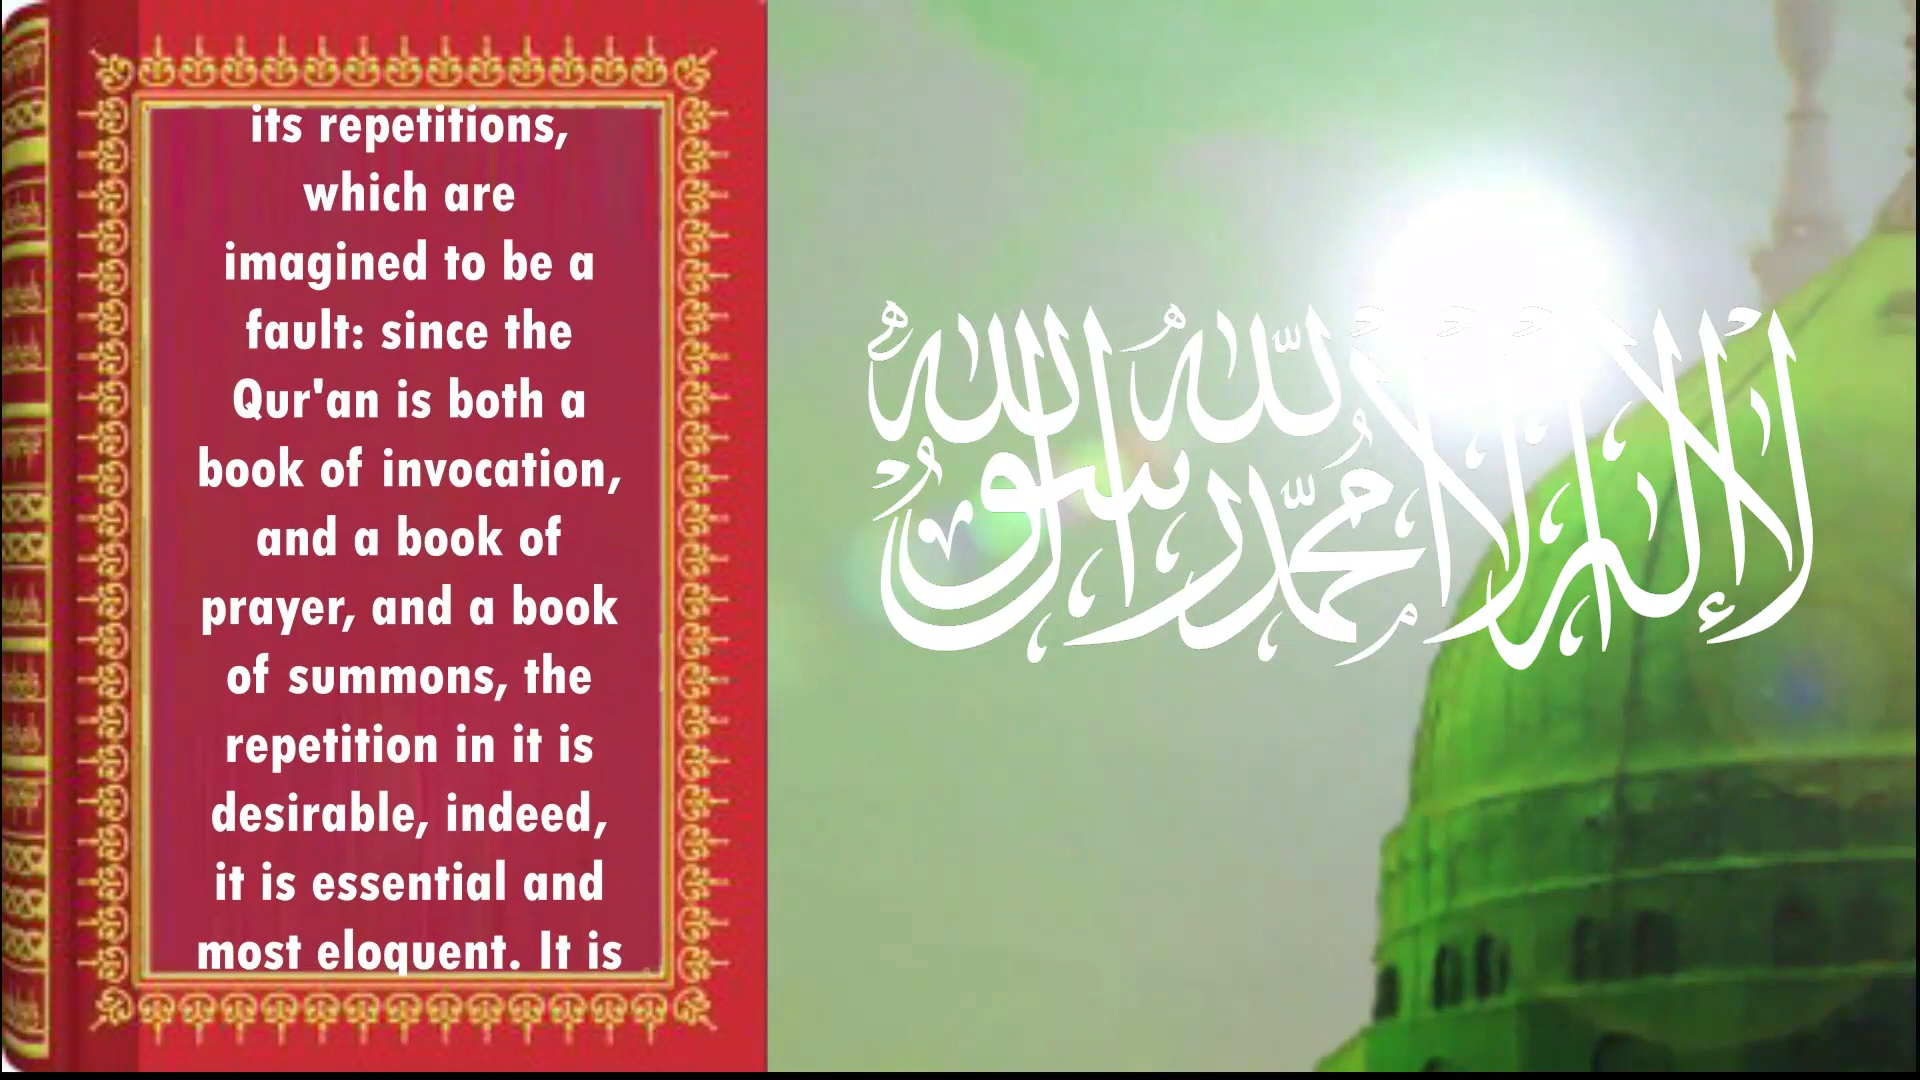 its repetitions,
which are
imagined to be a
fault: since the
Qur'an is both a
book of invocation,
and a book of
prayer, and a book
of summons, the
repetition in it is
desirable, indeed,
it is essential and
most eloquent. It is
لا إله إلا الله محمد رسول الله